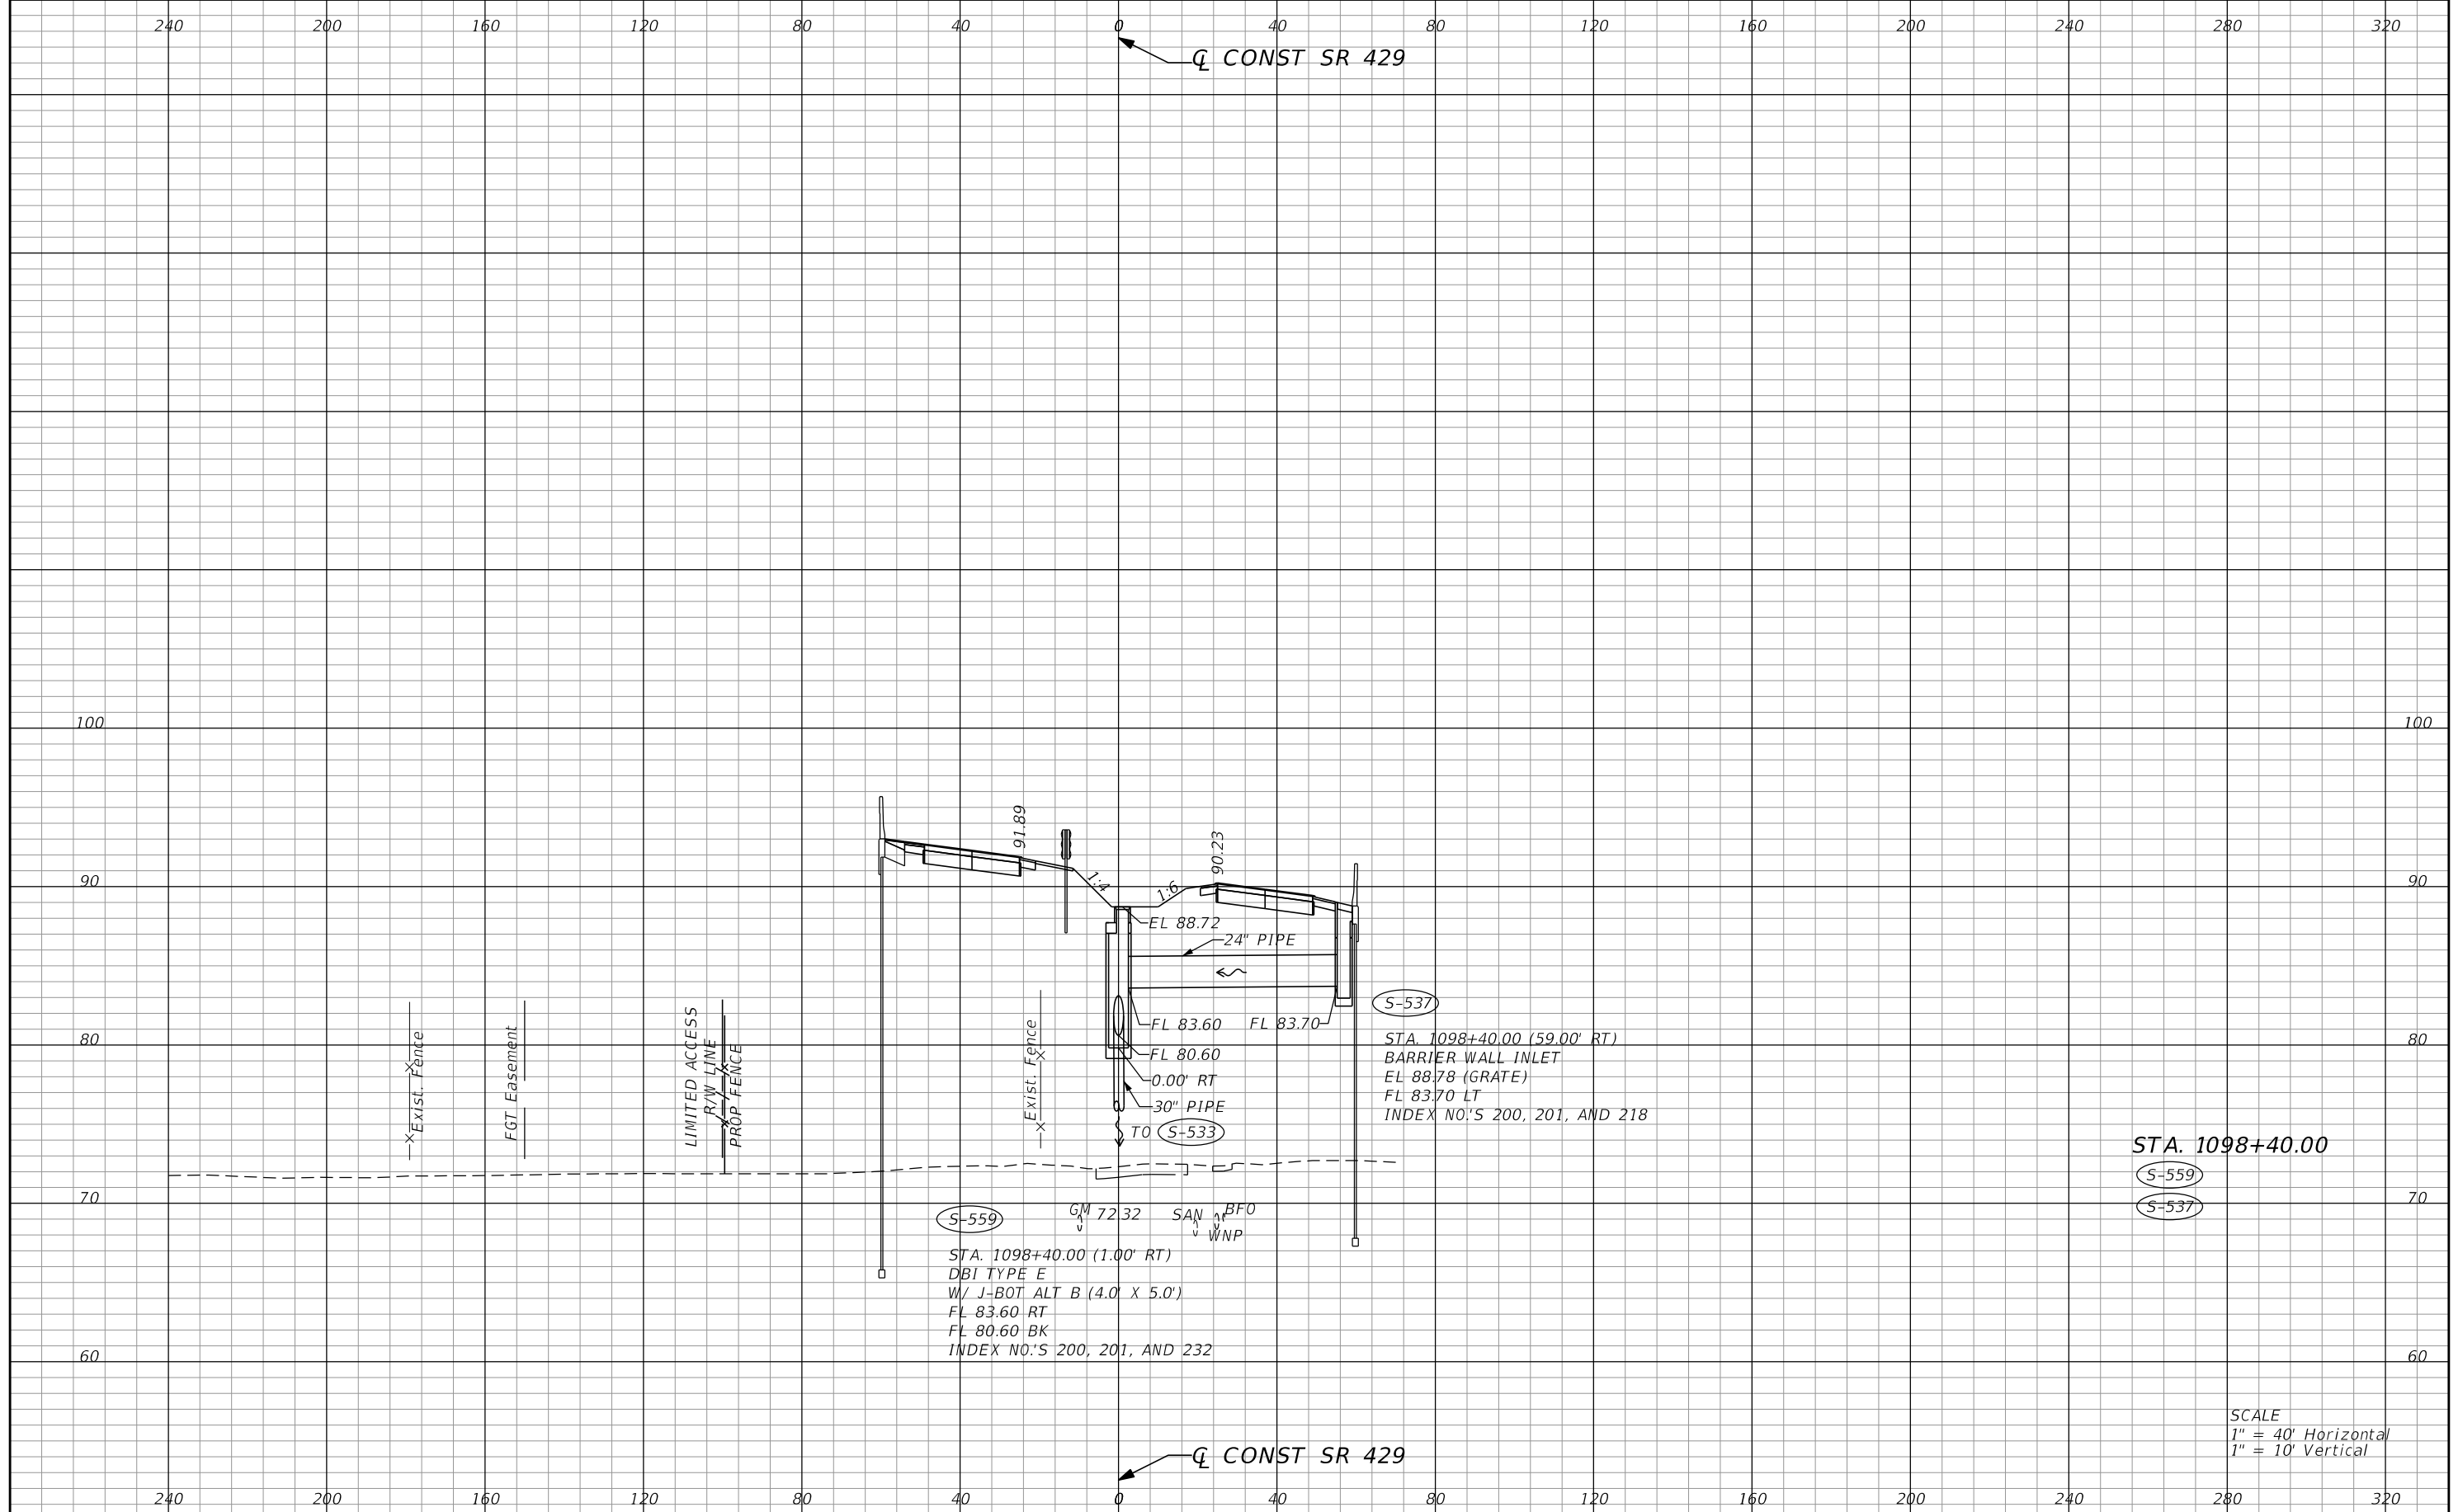 240 200 160 120 80 40 0 40 80 120 160 200 240 280 320
℄ CONST SR 429
100 100
91.89
90.23
90 90
1:4
1:6
EL 88.72
24" PIPE
80 80
Exist. Fence
FGT Easement
LIMITED ACCESS
R/W LINE
PROP FENCE
Exist. Fence
FL 83.60
FL 83.70
FL 80.60
0.00' RT
30" PIPE
TO S-533
S-537
STA. 1098+40.00 (59.00' RT)
BARRIER WALL INLET
EL 88.78 (GRATE)
FL 83.70 LT
INDEX NO.'S 200, 201, AND 218
STA. 1098+40.00
S-559
S-537
70 70
GM 72.32
SAN
BFO
WNP
S-559
STA. 1098+40.00 (1.00' RT)
DBI TYPE E
W/ J-BOT ALT B (4.0' X 5.0')
FL 83.60 RT
FL 80.60 BK
INDEX NO.'S 200, 201, AND 232
60 60
SCALE
1" = 40' Horizontal
1" = 10' Vertical
℄ CONST SR 429
240 200 160 120 80 40 0 40 80 120 160 200 240 280 320